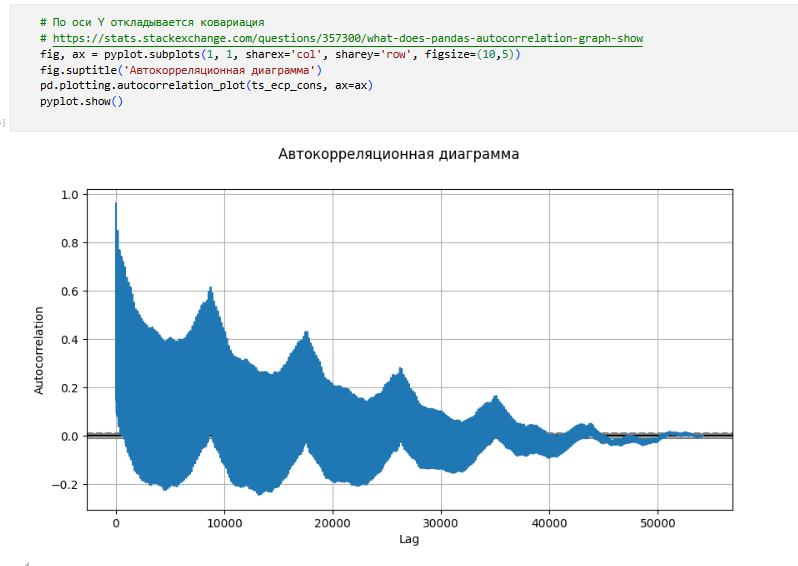 # По оси Y откладывается ковариация
# https://stats.stackexchange.com/questions/357300/what-does-pandas-autocorrelation-graph-show
fig, ax = pyplot.subplots(1, 1, sharex='col', sharey='row', figsize=(10,5))
fig.suptitle('Автокорреляционная диаграмма')
pd.plotting.autocorrelation_plot(ts_ecp_cons, ax=ax)
pyplot.show()
]
Автокорреляционная диаграмма
1.0
0.8
0.6
0.4
0.2
0.0
−0.2
Autocorrelation
0
10000
20000
30000
40000
50000
Lag